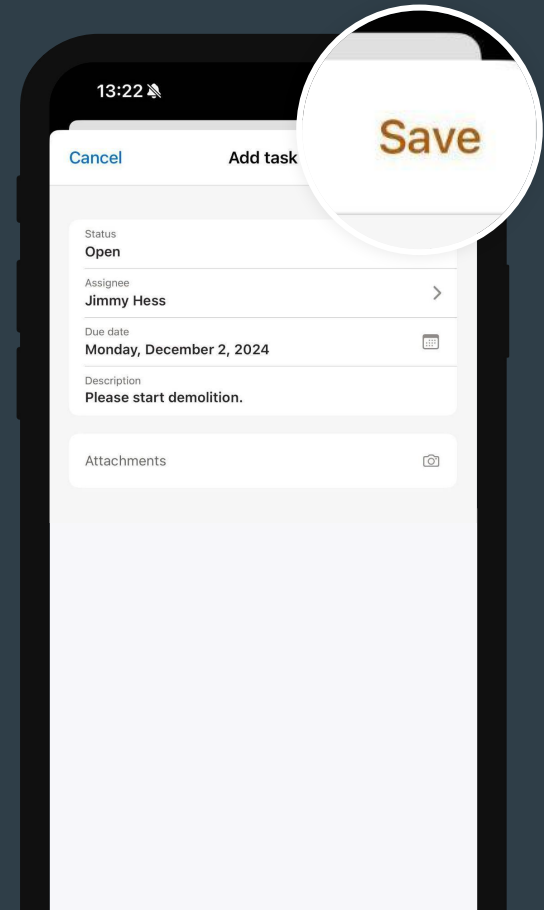 13:22
Cancel
Add task
Save
Status
Open
Assignee
Jimmy Hess
Due date
Monday, December 2, 2024
Description
Please start demolition.
Attachments